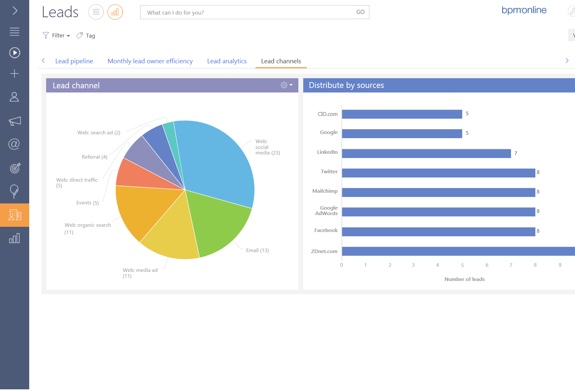 Leads
What can I do for you?
GO
bpmonline
Filter
Tag
Lead pipeline
Monthly lead owner efficiency
Lead analytics
Lead channels
Lead channel
Web: search ad (2)
Referral (4)
Web: direct traffic
(5)
Events (5)
Web: organic search
(11)
Web: media ad
(11)
Email (13)
Web:
social
media (23)
Distribute by sources
CIO.com
5
Google
5
LinkedIn
7
Twitter
8
Mailchimp
8
Google
AdWords
8
Facebook
8
ZDnet.com
0 1 2 3 4 5 6 7 8 9
Number of leads